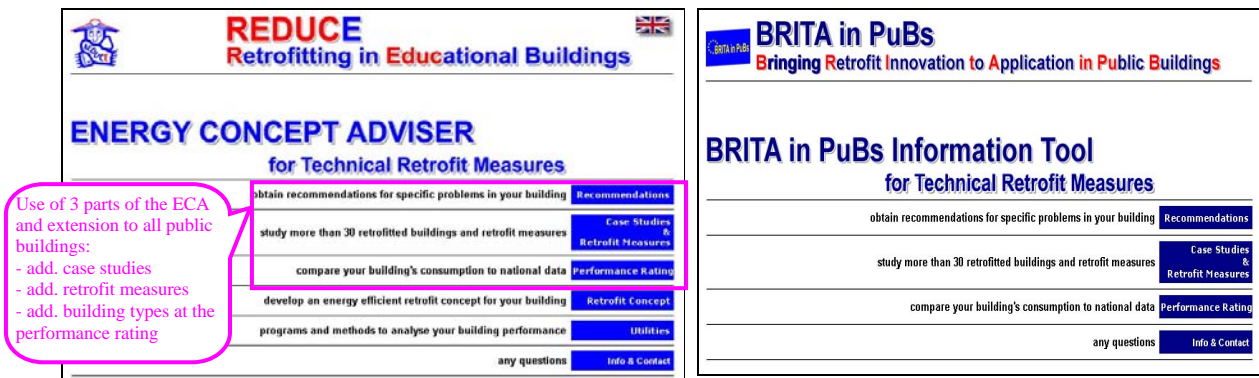 REDUCE
Retrofitting in Educational Buildings
ENERGY CONCEPT ADVISER
for Technical Retrofit Measures
obtain recommendations for specific problems in your building Recommendations
study more than 30 retrofitted buildings and retrofit measures Case Studies
&
Retrofit Measures
compare your building's consumption to national data Performance Rating
develop an energy efficient retrofit concept for your building Retrofit Concept
programs and methods to analyse your building performance Utilities
any questions Info & Contact
Use of 3 parts of the ECA
and extension to all public
buildings:
- add. case studies
- add. retrofit measures
- add. building types at the
performance rating
BRITA in PuBs
BRITA in PuBs
Bringing Retrofit Innovation to Application in Public Buildings
BRITA in PuBs Information Tool
for Technical Retrofit Measures
obtain recommendations for specific problems in your building Recommendations
study more than 30 retrofitted buildings and retrofit measures Case Studies
&
Retrofit Measures
compare your building's consumption to national data Performance Rating
any questions Info & Contact